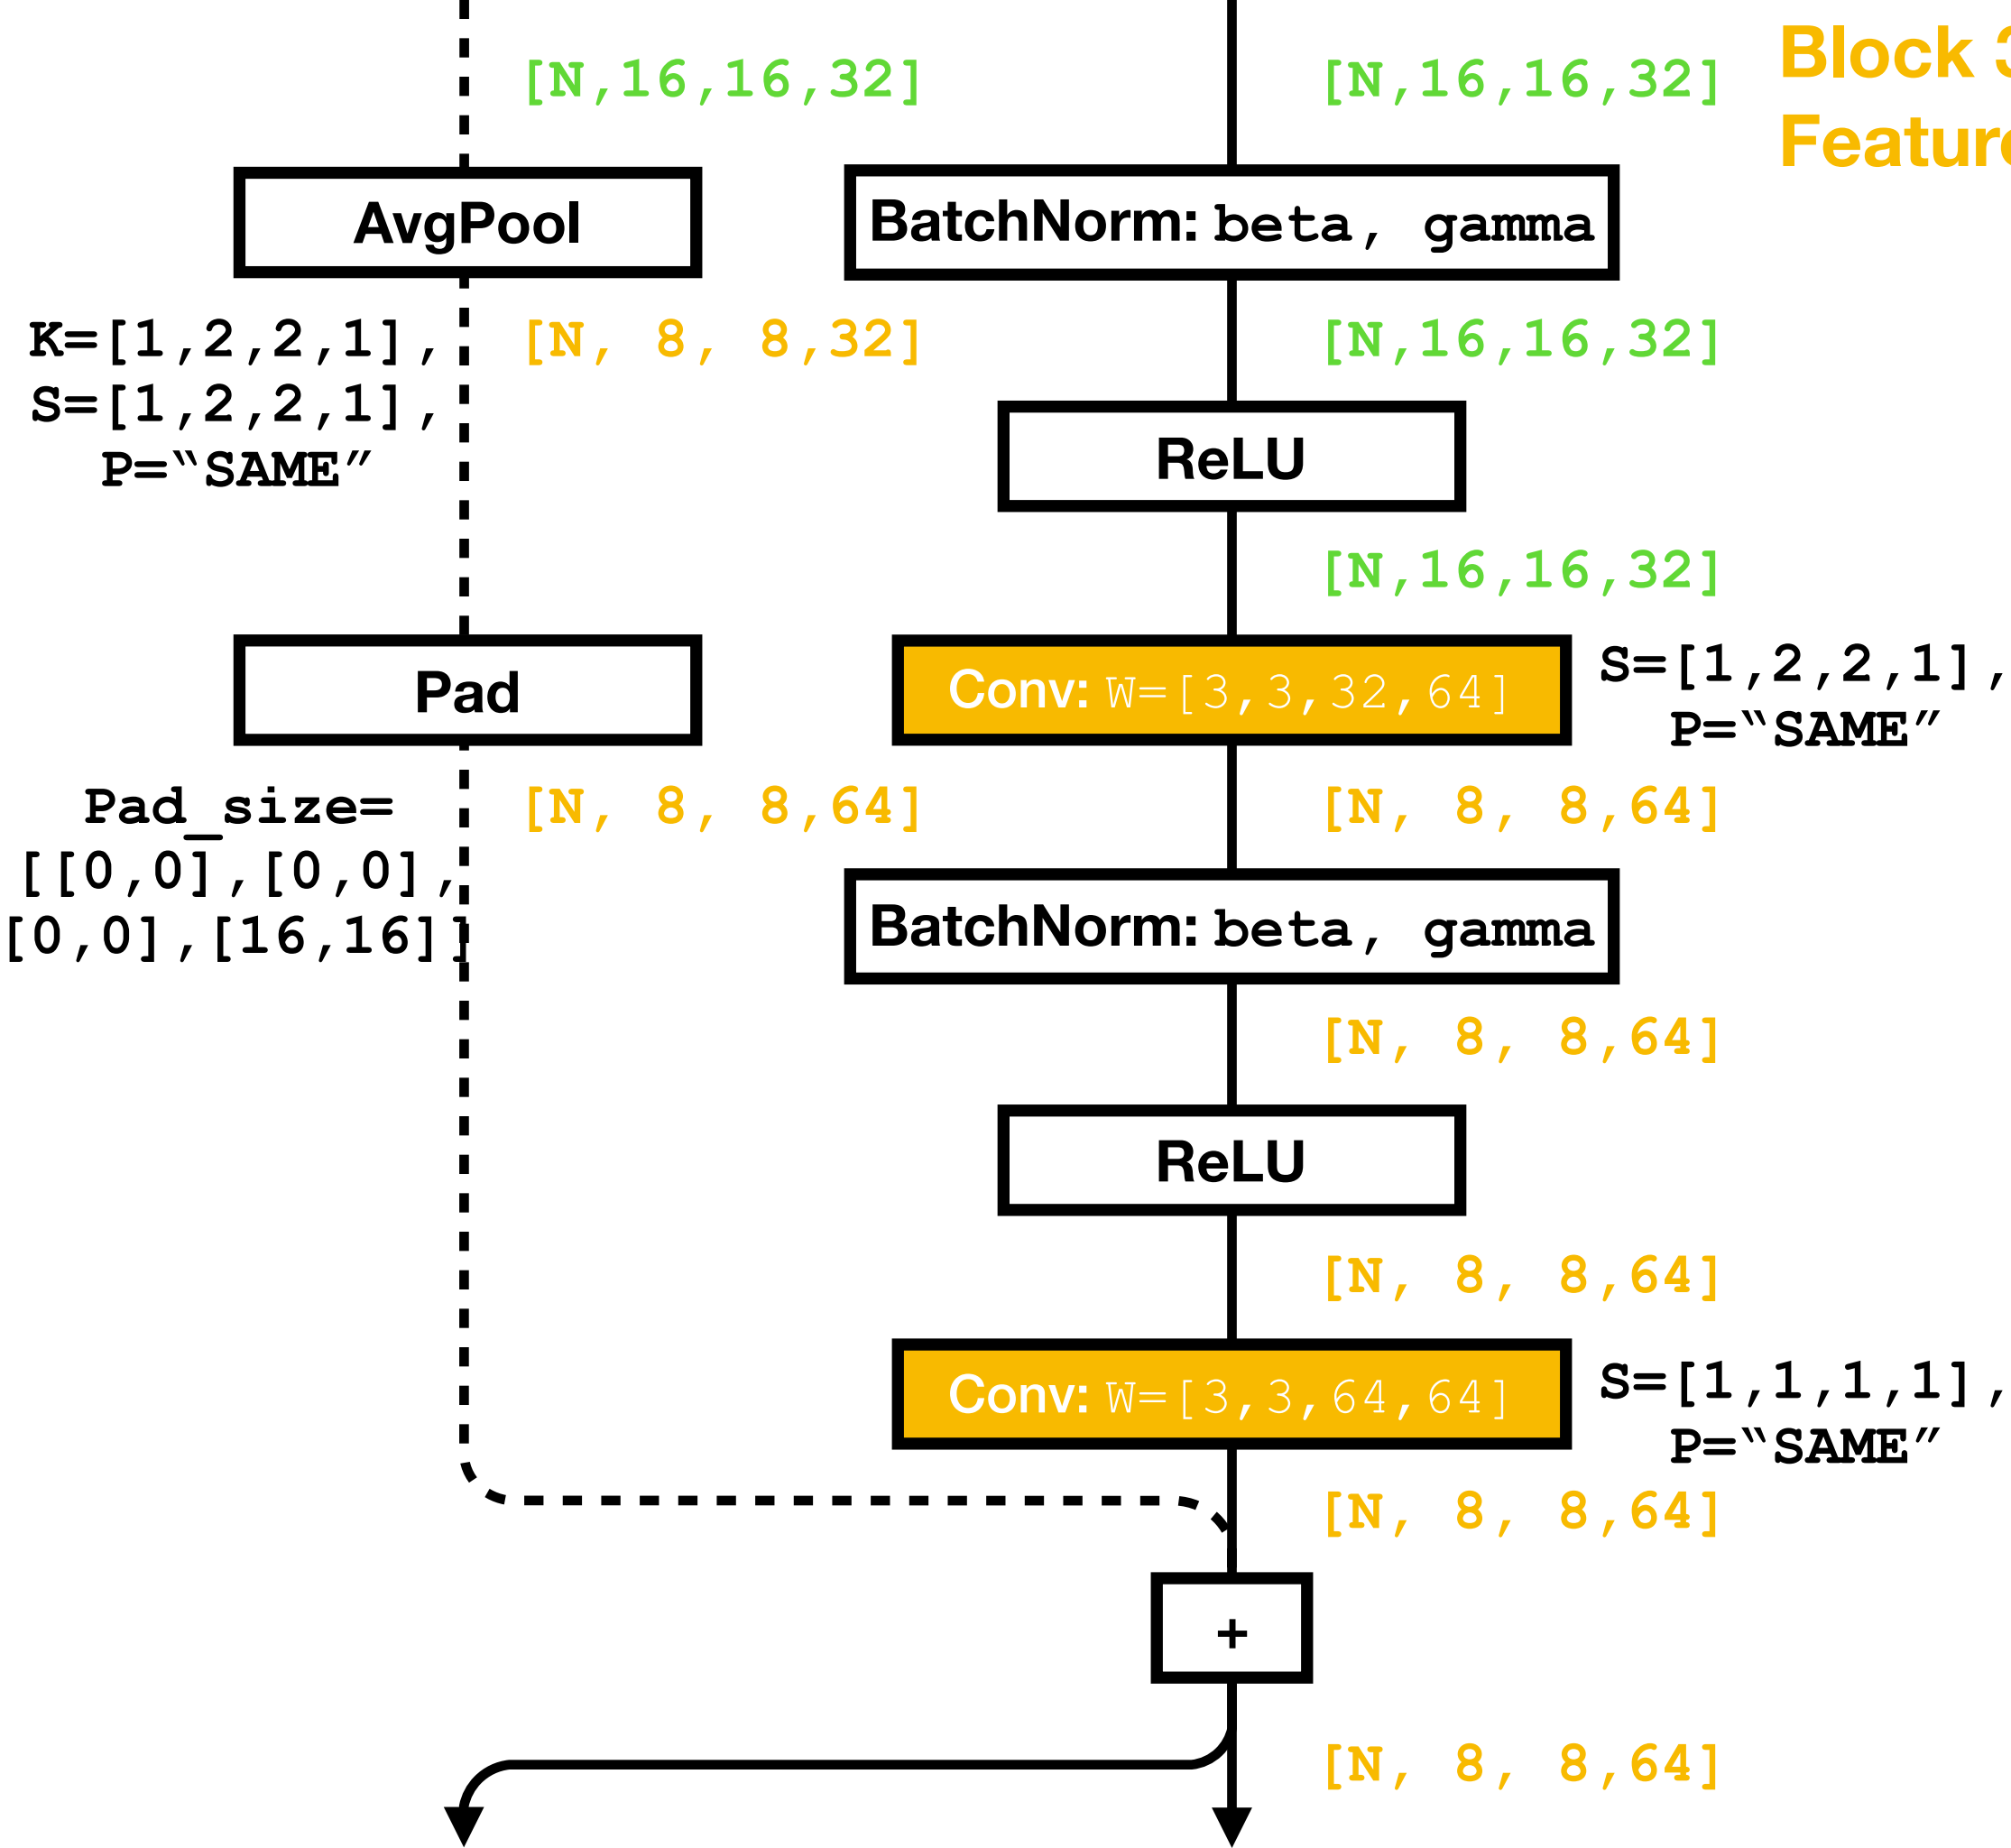 [N,16,16,32]
[N,16,16,32]
Block 3
Feature
AvgPool
BatchNorm: beta, gamma
K=[1,2,2,1],
S=[1,2,2,1],
P="SAME"
[N, 8, 8,32]
[N,16,16,32]
ReLU
[N,16,16,32]
Pad
Conv: W=[3,3,32,64]
S=[1,2,2,1],
P="SAME"
Pad_size=
[[0,0],[0,0],
[0,0],[16,16]]
[N, 8, 8,64]
[N, 8, 8,64]
BatchNorm: beta, gamma
[N, 8, 8,64]
ReLU
[N, 8, 8,64]
Conv: W=[3,3,64,64]
S=[1,1,1,1],
P="SAME"
[N, 8, 8,64]
+
[N, 8, 8,64]